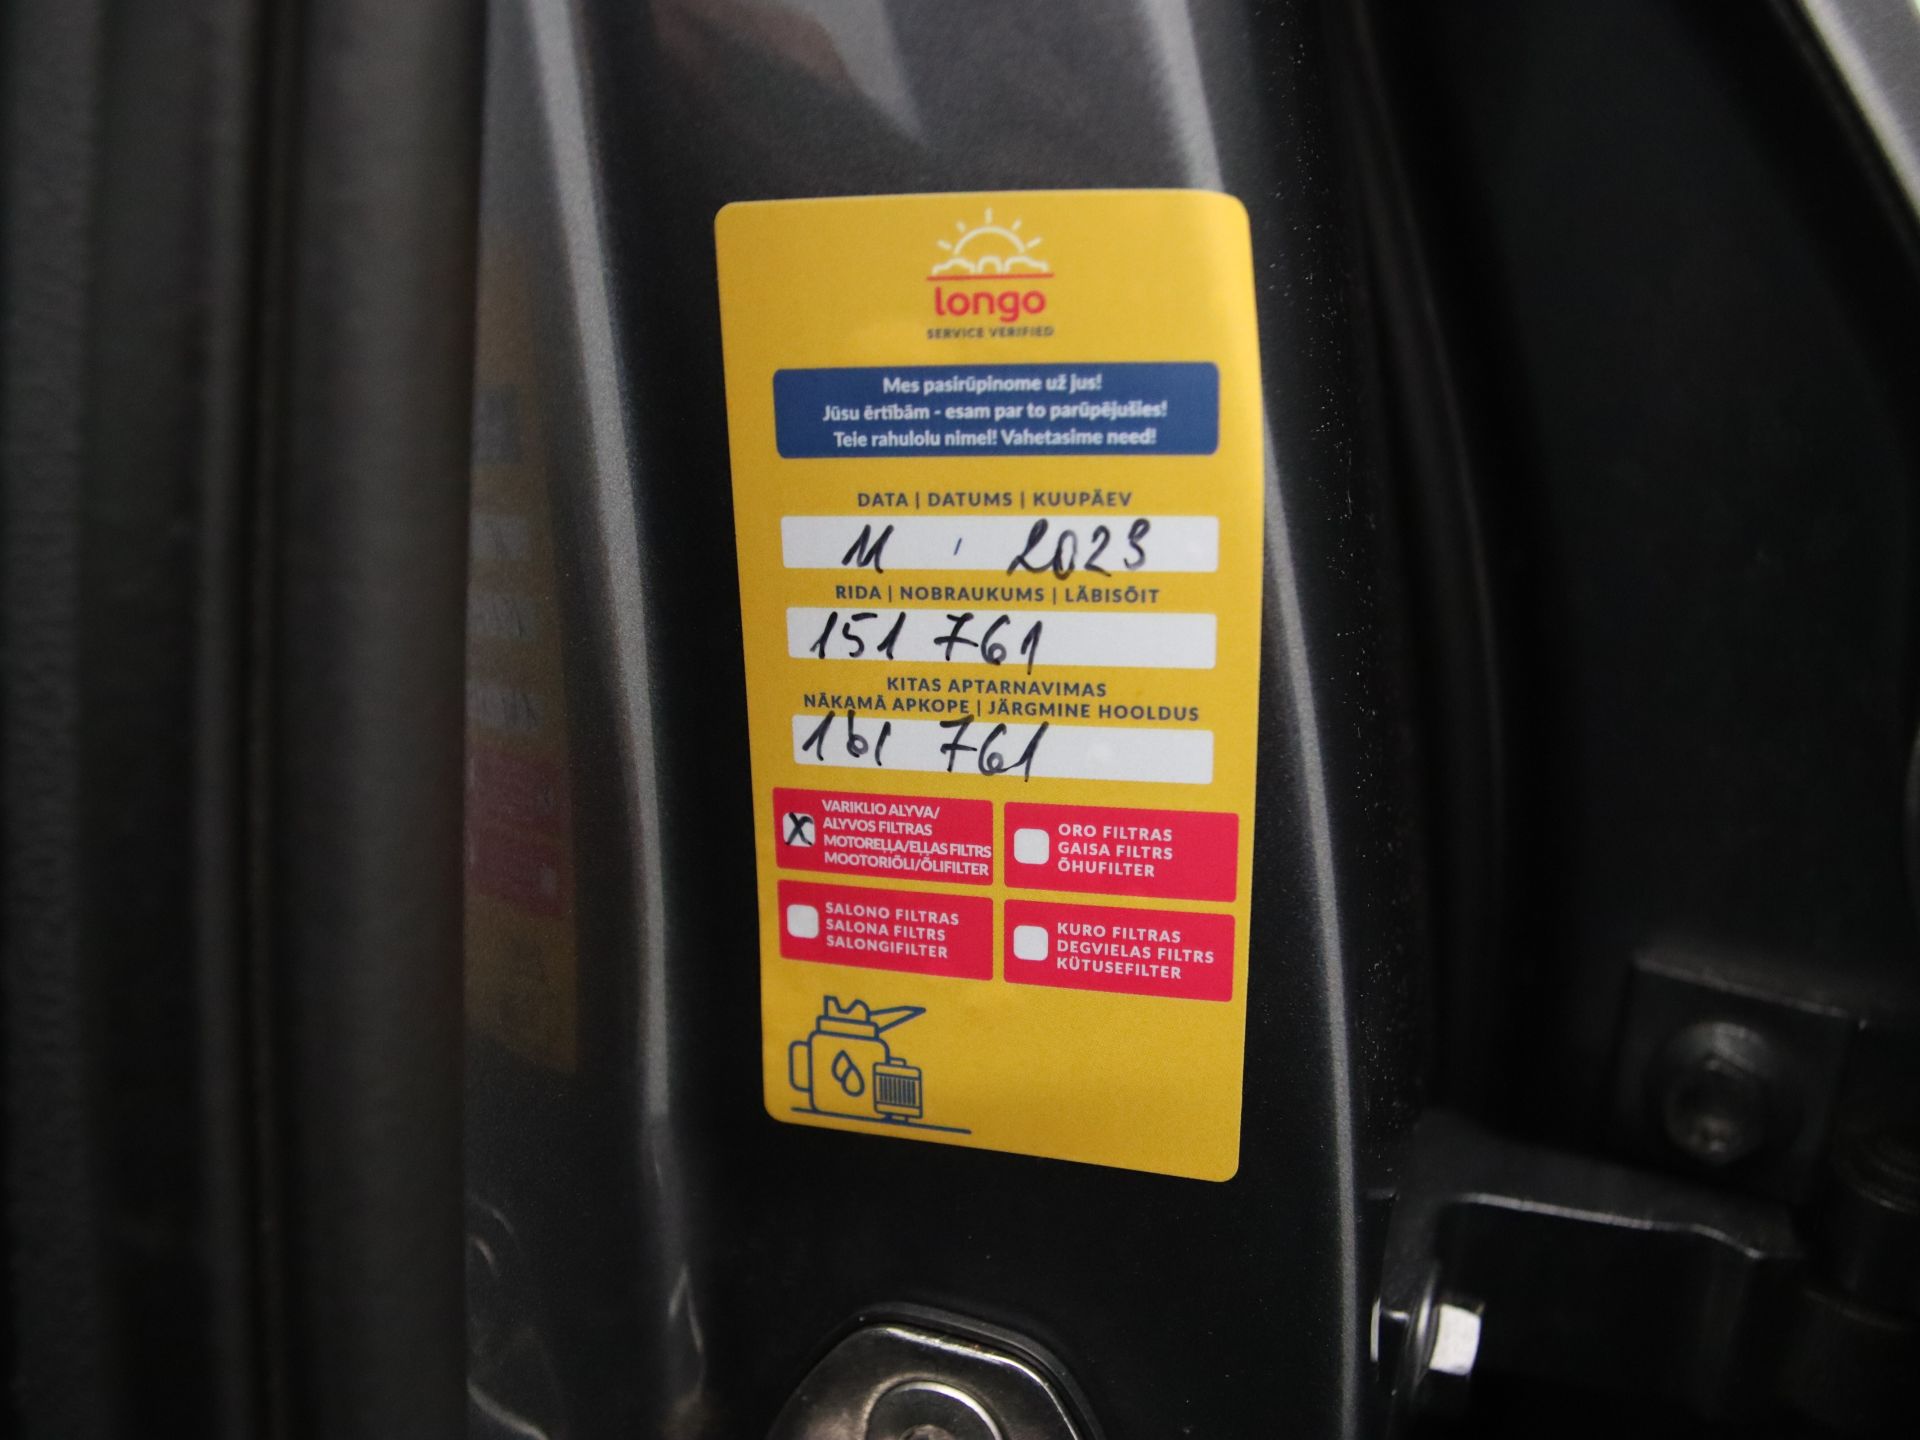 longo
SERVICE VERIFIED
Mes pasirūpinome už jus!
Jūsu ērtībām - esam par to parūpējušies!
Teie rahulolu nimel! Vahetasime need!
DATA | DATUMS | KUUPÄEV
11 , 2023
RIDA | NOBRAUKUMS | LÄBISÕIT
151 761
KITAS APTARNAVIMAS
NĀKAMĀ APKOPE | JÄRGMINE HOOLDUS
161 761
X
VARIKLIO ALYVA/
ALYVOS FILTRAS
MOTOREĻĻA/EĻĻAS FILTRS
MOOTORIÕLI/ÕLIFILTER
ORO FILTRAS
GAISA FILTRS
ÕHUFILTER
SALONO FILTRAS
SALONA FILTRS
SALONGIFILTER
KURO FILTRAS
DEGVIELAS FILTRS
KÜTUSEFILTER